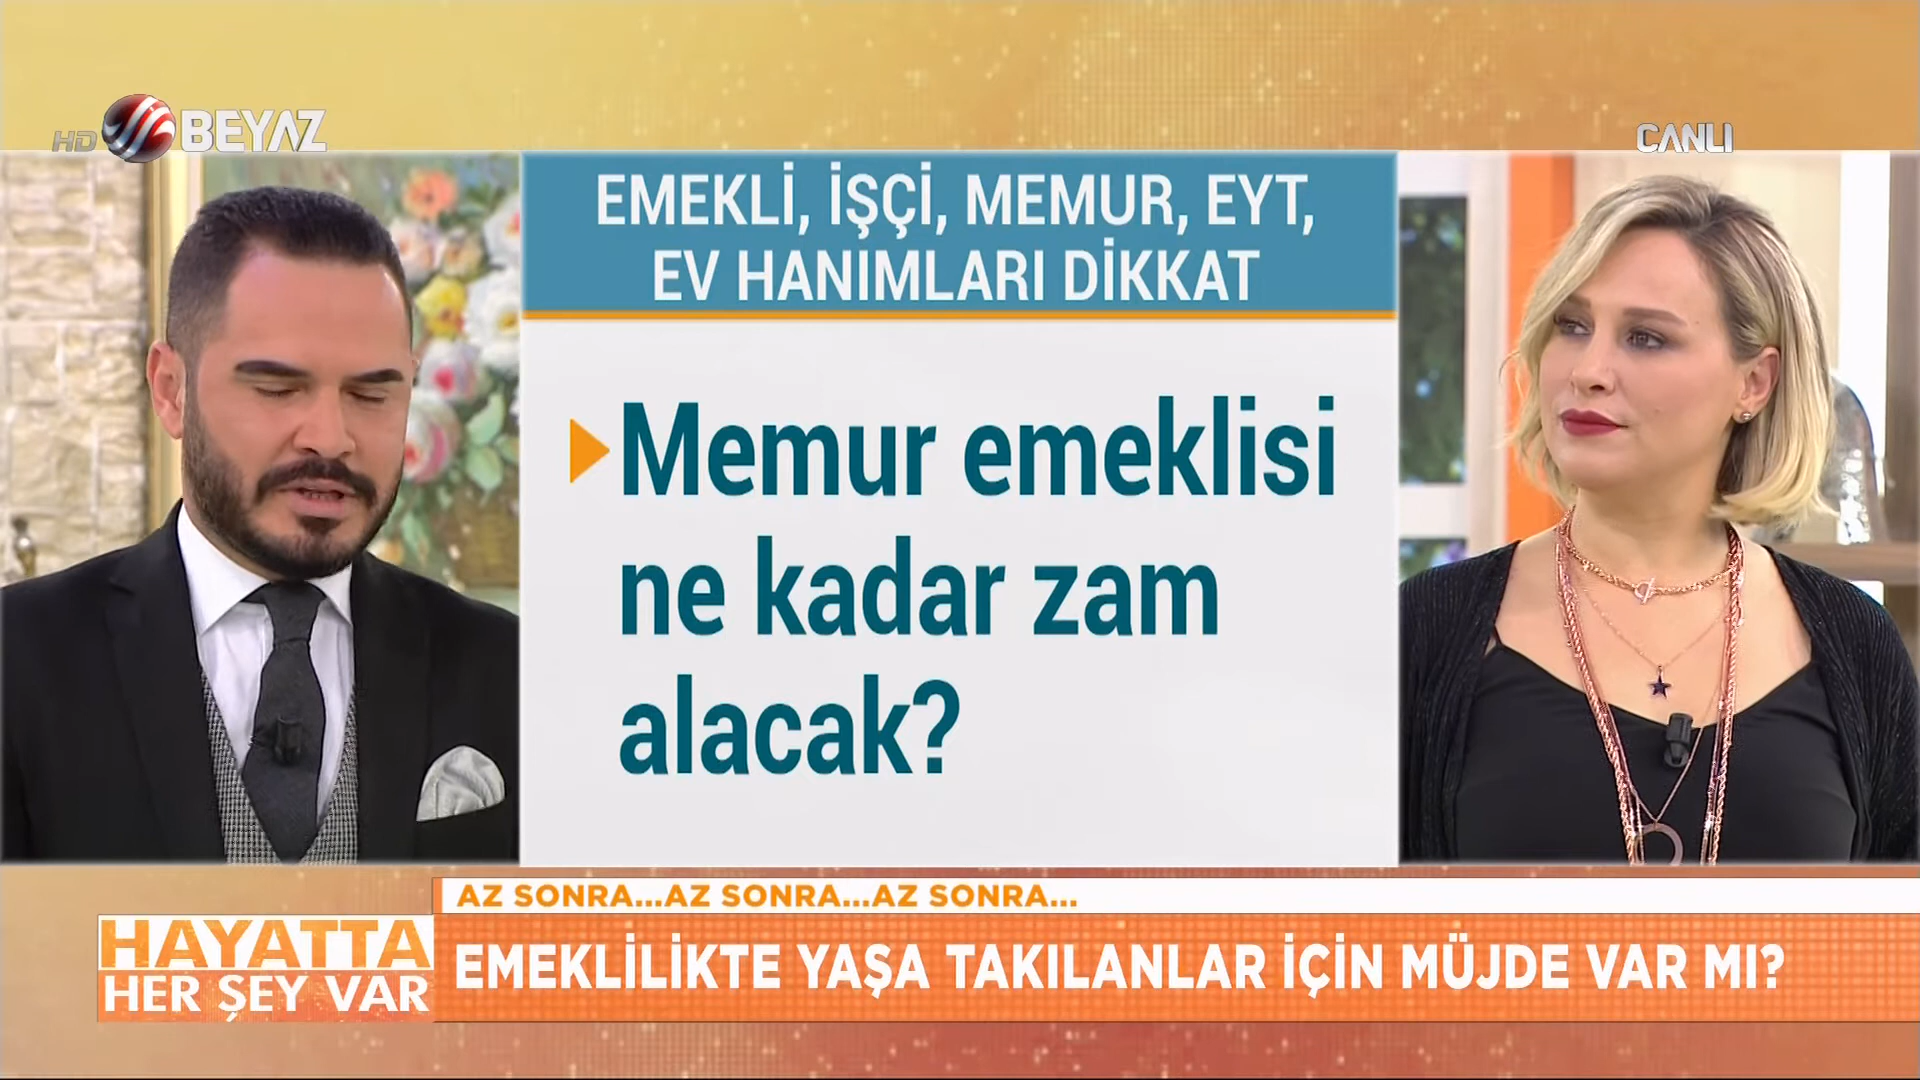 HD BEYAZ
CANLI
EMEKLİ, İŞÇİ, MEMUR, EYT,
EV HANIMLARI DİKKAT
Memur emeklisi
ne kadar zam
alacak?
AZ SONRA...AZ SONRA...AZ SONRA...
HAYATTA
HER ŞEY VAR
EMEKLİLİKTE YAŞA TAKILANLAR İÇİN MÜJDE VAR MI?